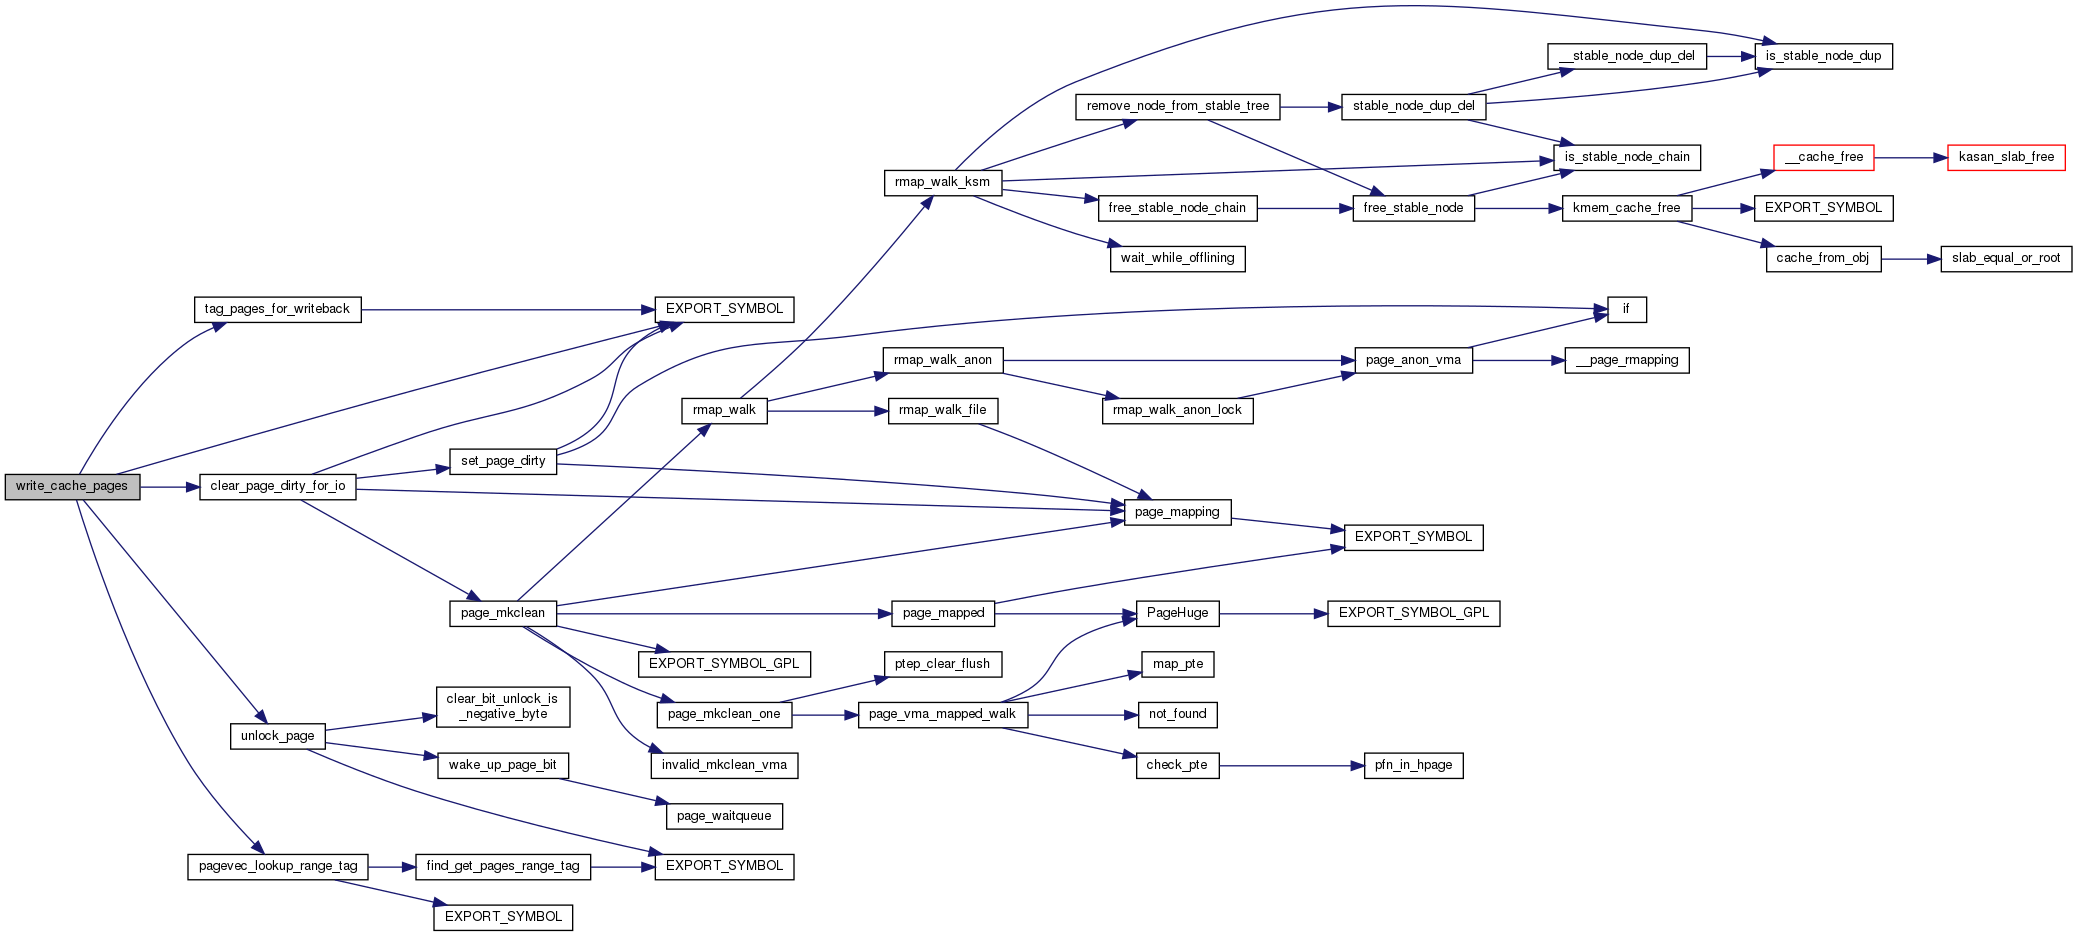 __stable_node_dup_del
is_stable_node_dup
remove_node_from_stable_tree
stable_node_dup_del
is_stable_node_chain
__cache_free
kasan_slab_free
rmap_walk_ksm
free_stable_node_chain
free_stable_node
kmem_cache_free
EXPORT_SYMBOL
wait_while_offlining
cache_from_obj
slab_equal_or_root
tag_pages_for_writeback
EXPORT_SYMBOL
if
rmap_walk_anon
page_anon_vma
__page_rmapping
rmap_walk
rmap_walk_file
rmap_walk_anon_lock
set_page_dirty
write_cache_pages
clear_page_dirty_for_io
page_mapping
EXPORT_SYMBOL
page_mkclean
page_mapped
PageHuge
EXPORT_SYMBOL_GPL
EXPORT_SYMBOL_GPL
ptep_clear_flush
map_pte
clear_bit_unlock_is
_negative_byte
page_mkclean_one
page_vma_mapped_walk
not_found
unlock_page
wake_up_page_bit
invalid_mkclean_vma
check_pte
pfn_in_hpage
page_waitqueue
pagevec_lookup_range_tag
find_get_pages_range_tag
EXPORT_SYMBOL
EXPORT_SYMBOL